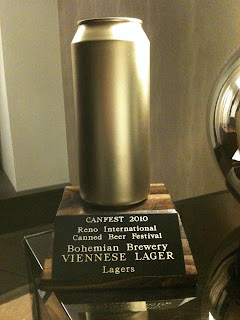 CANFEST 2010
Reno International
Canned Beer Festival
Bohemian Brewery
VIENNESE LAGER
Lagers